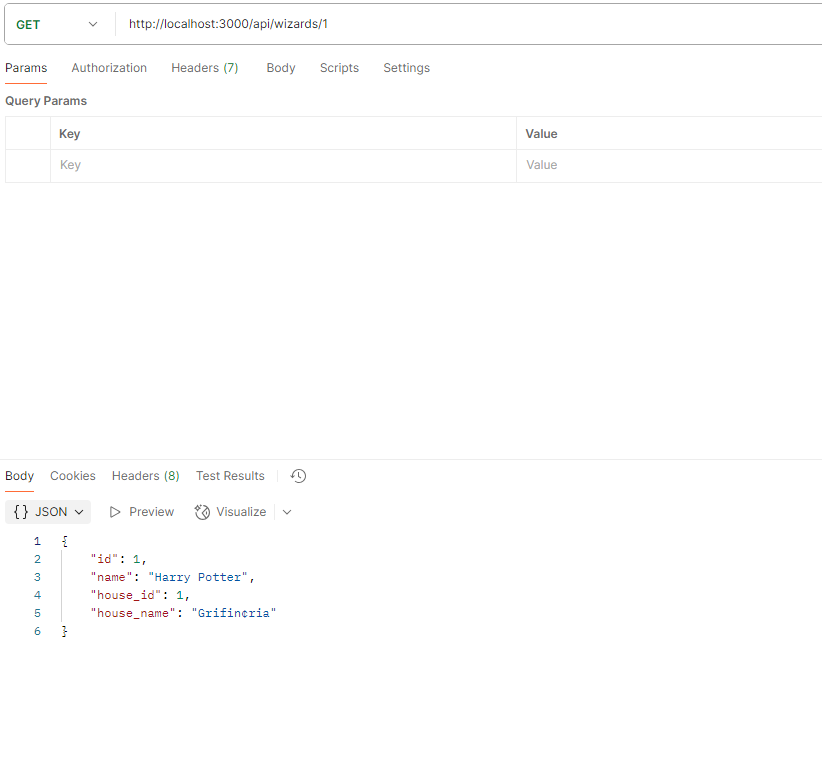 GET http://localhost:3000/api/wizards/1
Params Authorization Headers (7) Body Scripts Settings
Query Params
Key Value
Key Value
Body Cookies Headers (8) Test Results
{ } JSON Preview Visualize
1 {
2 "id": 1,
3 "name": "Harry Potter",
4 "house_id": 1,
5 "house_name": "Grifin¢ria"
6 }